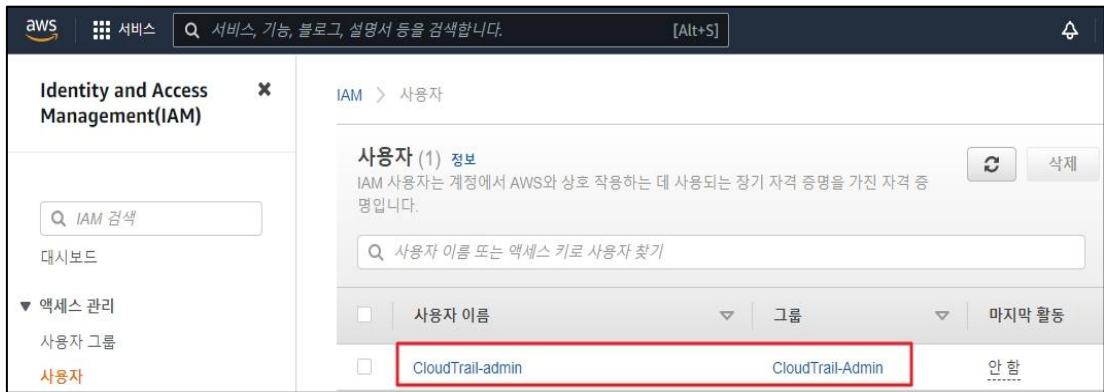 aws 서비스 서비스, 기능, 블로그, 설명서 등을 검색합니다. [Alt+S]
Identity and Access
Management(IAM)
IAM 검색
대시보드
▼ 액세스 관리
사용자 그룹
사용자
IAM > 사용자
사용자 (1) 정보
삭제
IAM 사용자는 계정에서 AWS와 상호 작용하는 데 사용되는 장기 자격 증명을 가진 자격 증
명입니다.
사용자 이름 또는 액세스 키로 사용자 찾기
사용자 이름 그룹 마지막 활동
CloudTrail-admin CloudTrail-Admin 안 함